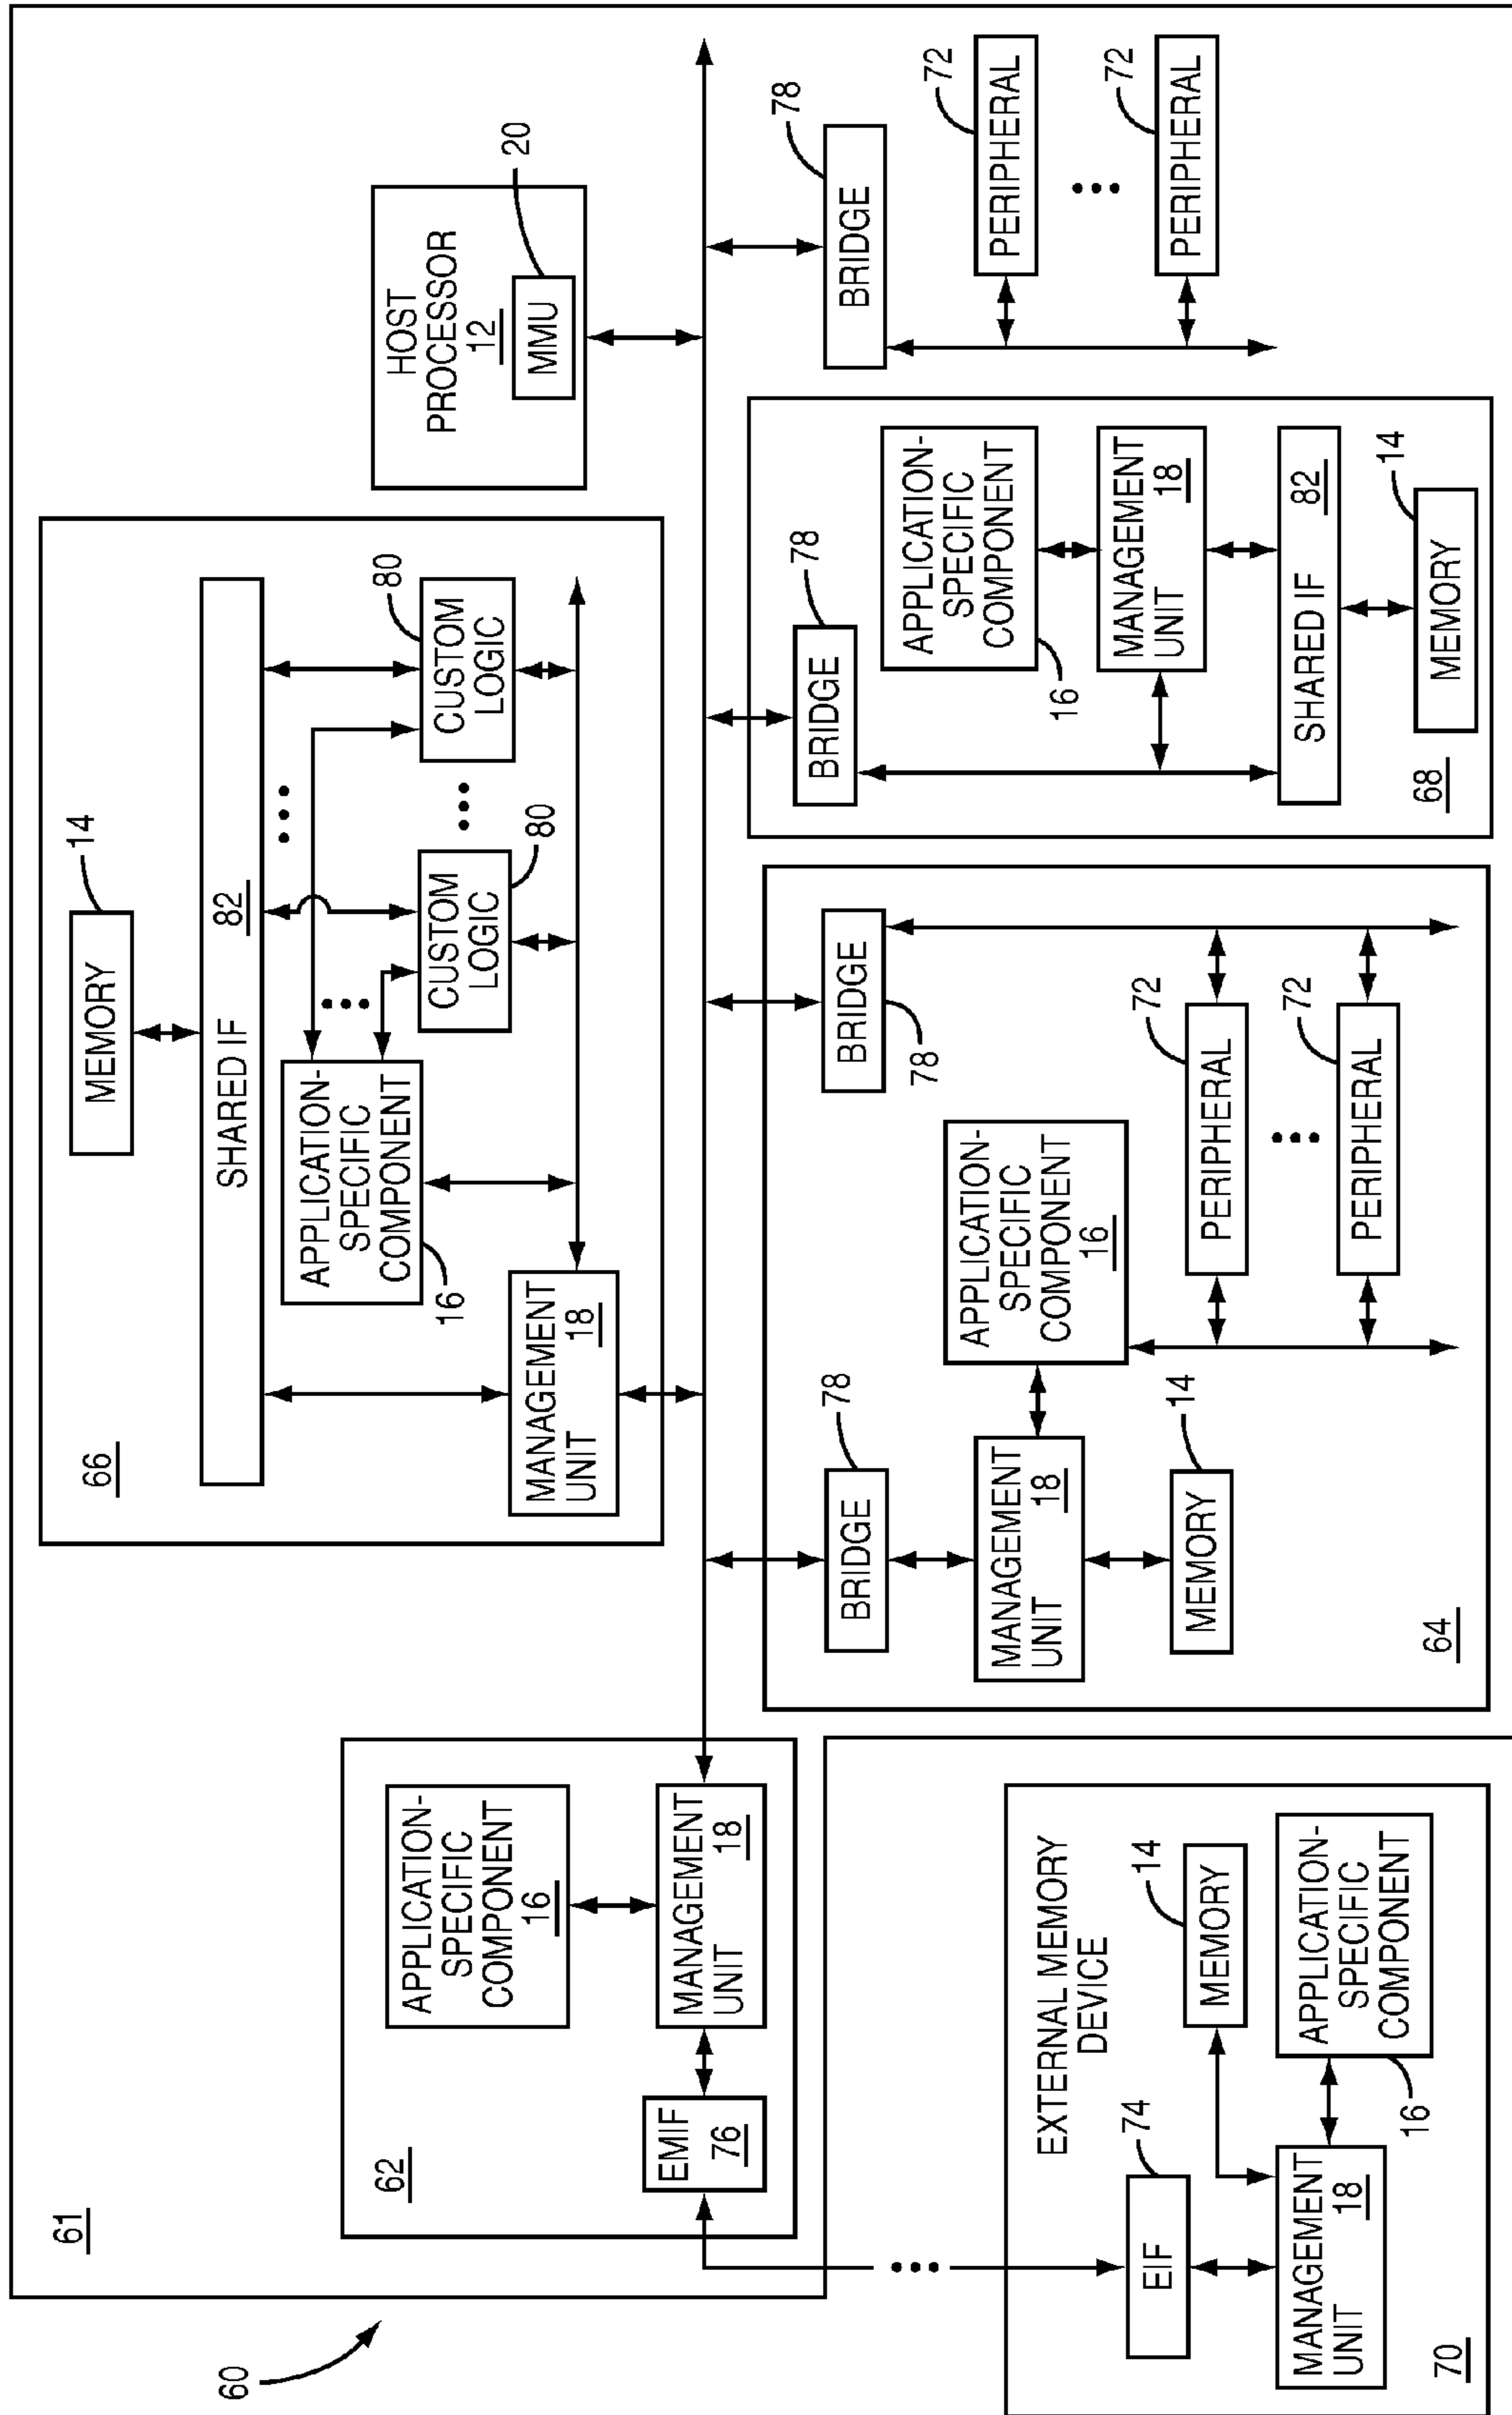 60
61
66
MEMORY
14
SHARED IF
82
APPLICATION-
SPECIFIC
COMPONENT
16
CUSTOM
LOGIC
80
CUSTOM
LOGIC
80
MANAGEMENT
UNIT
18
HOST
PROCESSOR
12
MMU
20
62
APPLICATION-
SPECIFIC
COMPONENT
16
EMIF
76
MANAGEMENT
UNIT
18
64
BRIDGE
78
MANAGEMENT
UNIT
18
MEMORY
14
APPLICATION-
SPECIFIC
COMPONENT
16
BRIDGE
78
PERIPHERAL
72
PERIPHERAL
72
68
BRIDGE
78
APPLICATION-
SPECIFIC
COMPONENT
16
MANAGEMENT
UNIT
18
SHARED IF
82
MEMORY
14
BRIDGE
78
PERIPHERAL
72
PERIPHERAL
72
EXTERNAL MEMORY
DEVICE
EIF
74
MEMORY
14
MANAGEMENT
UNIT
18
APPLICATION-
SPECIFIC
COMPONENT
16
70